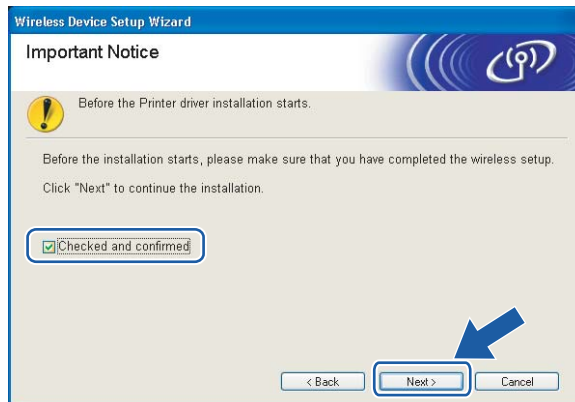 Wireless Device Setup Wizard
Important Notice
Before the Printer driver installation starts.
Before the installation starts, please make sure that you have completed the wireless setup.
Click "Next" to continue the installation.
Checked and confirmed
< Back Next > Cancel